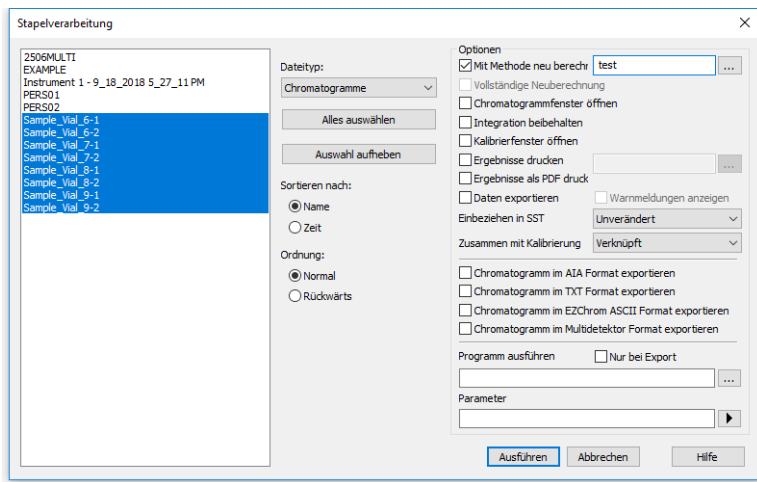 Stapelverarbeitung
2506MULTI
EXAMPLE
Instrument 1 - 9_18_2018 5_27_11 PM
PERS01
PERS02
Sample_Vial_6-1
Sample_Vial_6-2
Sample_Vial_7-1
Sample_Vial_7-2
Sample_Vial_8-1
Sample_Vial_8-2
Sample_Vial_9-1
Sample_Vial_9-2
Dateityp:
Chromatogramme
Alles auswählen
Auswahl aufheben
Sortieren nach:
Name
Zeit
Ordnung:
Normal
Rückwärts
Optionen
Mit Methode neu berechr test ...
Vollständige Neuberechnung
Chromatogrammfenster öffnen
Integration beibehalten
Kalibrierfenster öffnen
Ergebnisse drucken ...
Ergebnisse als PDF druck
Daten exportieren Warnmeldungen anzeigen
Einbeziehen in SST Unverändert
Zusammen mit Kalibrierung Verknüpft
Chromatogramm im AIA Format exportieren
Chromatogramm im TXT Format exportieren
Chromatogramm im EZChrom ASCII Format exportieren
Chromatogramm im Multidetektor Format exportieren
Programm ausführen Nur bei Export
...
Parameter
Ausführen Abbrechen Hilfe